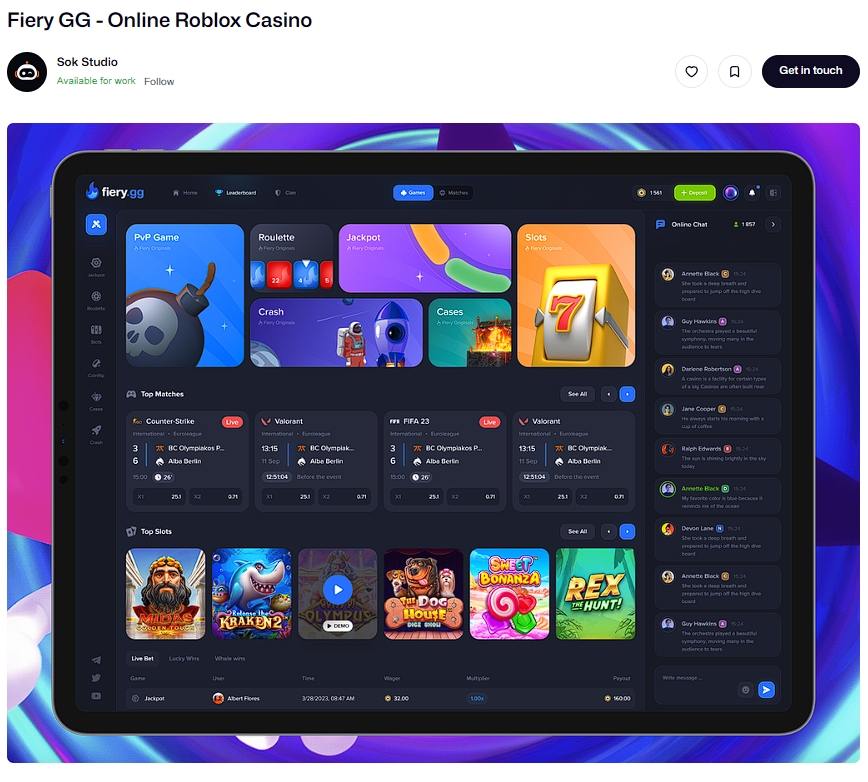 Fiery GG - Online Roblox Casino
Sok Studio
Available for work Follow
Get in touch
fiery.gg
Home
Leaderboard
Clan
Games
Matches
1 561
+ Deposit
PvP Game
Fiery Originals
Roulette
Fiery Originals
22
4
5
Jackpot
Fiery Originals
Crash
Fiery Originals
Cases
Fiery Originals
Slots
Fiery Originals
7
Jackpot
Roulette
Slots
Coinflip
Cases
Crash
Top Matches
See All
Counter-Strike Live
International • Euroleague
3 BC Olympiakos P...
6 Alba Berlin
15:00 26'
X1 25.1 X2 0.71
Valorant
International • Euroleague
13:15 BC Olympiak...
11 Sep Alba Berlin
12:51:04 Before the event
X1 25.1 X2 0.71
FIFA 23 Live
International • Euroleague
3 BC Olympiakos P...
6 Alba Berlin
15:00 26'
X1 25.1 X2 0.71
Valorant
International • Euroleague
13:15 BC Olympiak...
11 Sep Alba Berlin
12:51:04 Before the event
X1 25.1 X2 0.71
Top Slots
See All
MIDAS
GOLDEN TOUCH
Release the
KRAKEN 2
OLYMPUS
DEMO
THE DOG
HOUSE
DICE SHOW
SWEET
BONANZA
REX
THE HUNT!
Live Bet Lucky Wins Whale wins
Game User Time Wager Multiplier Payout
Jackpot Albert Flores 3/28/2023, 08:47 AM 32.00 1.00x 160.00
Online Chat 1 857
Annette Black C 15:24
She took a deep breath and
prepared to jump off the high dive
board
Guy Hawkins A 15:24
The orchestra played a beautiful
symphony, moving many in the
audience to tears
Darlene Robertson A 15:24
A casino is a facility for certain types
of a sky Casinos are often built near
Jane Cooper C 15:24
He always starts his morning with a
cup of coffee
Ralph Edwards R 15:24
The sun is shining brightly in the sky
today
Annette Black D 15:24
My favorite color is blue because it
reminds me of the ocean
Devon Lane N 15:24
She took a deep breath and
prepared to jump off the high dive
board
Annette Black C 15:24
She took a deep breath and
prepared to jump off the high dive
board
Guy Hawkins A 15:24
The orchestra played a beautiful
symphony, moving many in the
audience to tears
Write message ...